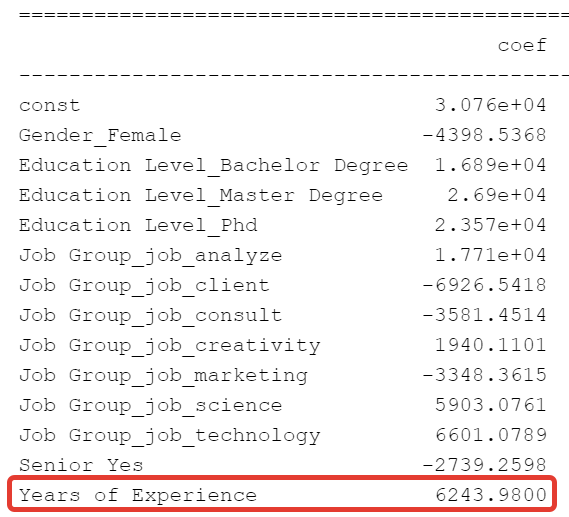 ==============================================
coef
----------------------------------------------
const 3.076e+04
Gender_Female -4398.5368
Education Level_Bachelor Degree 1.689e+04
Education Level_Master Degree 2.69e+04
Education Level_Phd 2.357e+04
Job Group_job_analyze 1.771e+04
Job Group_job_client -6926.5418
Job Group_job_consult -3581.4514
Job Group_job_creativity 1940.1101
Job Group_job_marketing -3348.3615
Job Group_job_science 5903.0761
Job Group_job_technology 6601.0789
Senior Yes -2739.2598
Years of Experience 6243.9800